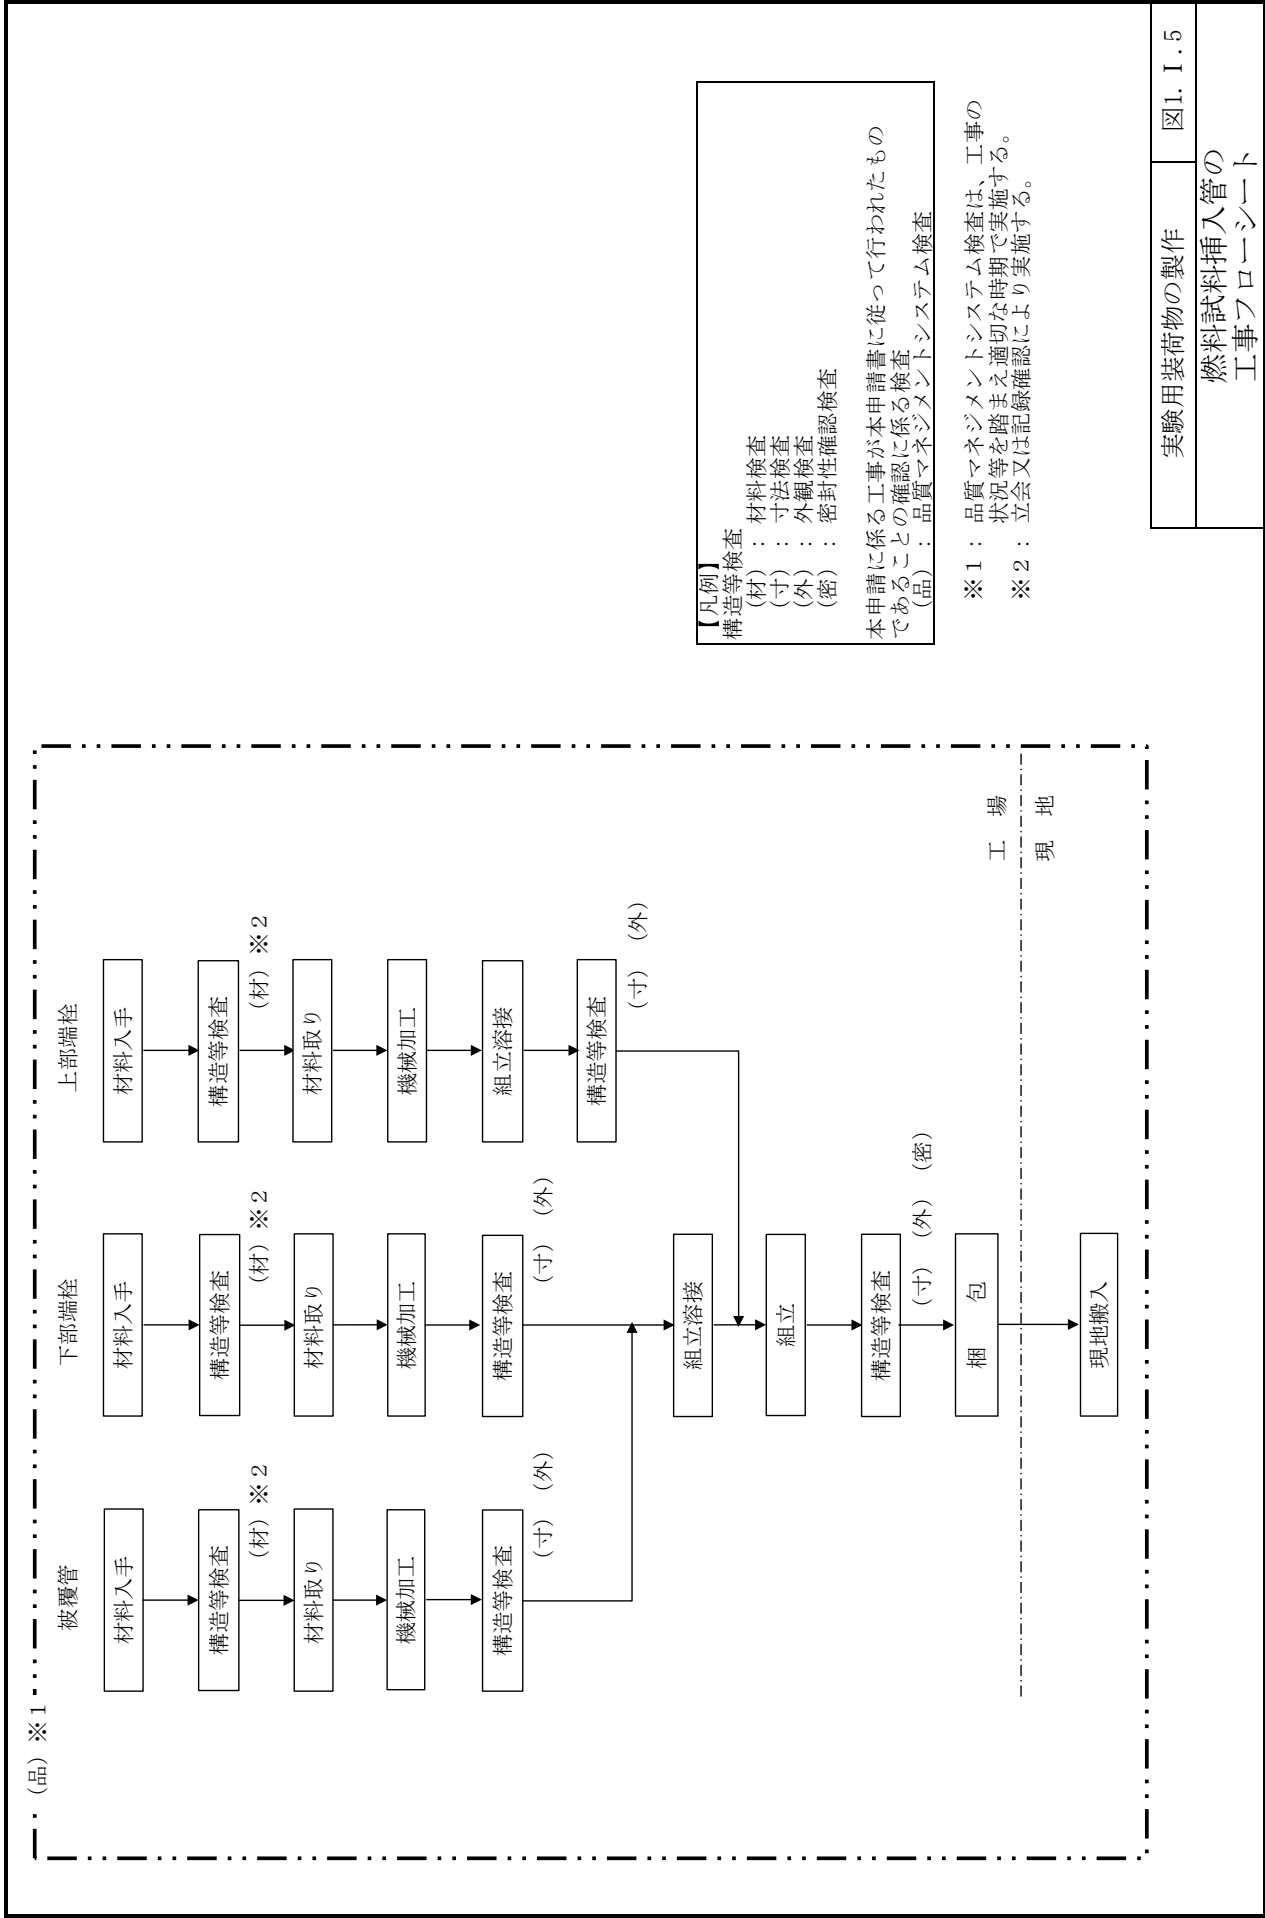 (品) ※1
被覆管
材料入手
構造等検査
(材) ※2
材料取り
機械加工
構造等検査
(寸) (外)
下部端栓
材料入手
構造等検査
(材) ※2
材料取り
機械加工
構造等検査
(寸) (外)
上部端栓
材料入手
構造等検査
(材) ※2
材料取り
機械加工
組立溶接
構造等検査
(寸) (外)
組立溶接
組立
構造等検査
(寸) (外) (密)
梱 包
現地搬入
工 場
現 地
【凡例】
構造等検査
(材) : 材料検査
(寸) : 寸法検査
(外) : 外観検査
(密) : 密封性確認検査
本申請に係る工事が本申請書に従って行われたもの
であることの確認に係る検査
(品) : 品質マネジメントシステム検査
※1 : 品質マネジメントシステム検査は、工事の
状況等を踏まえ適切な時期で実施する。
※2 : 立会又は記録確認により実施する。
実験用装荷物の製作
図1.Ⅰ.5
燃料試料挿入管の
工事フローシート